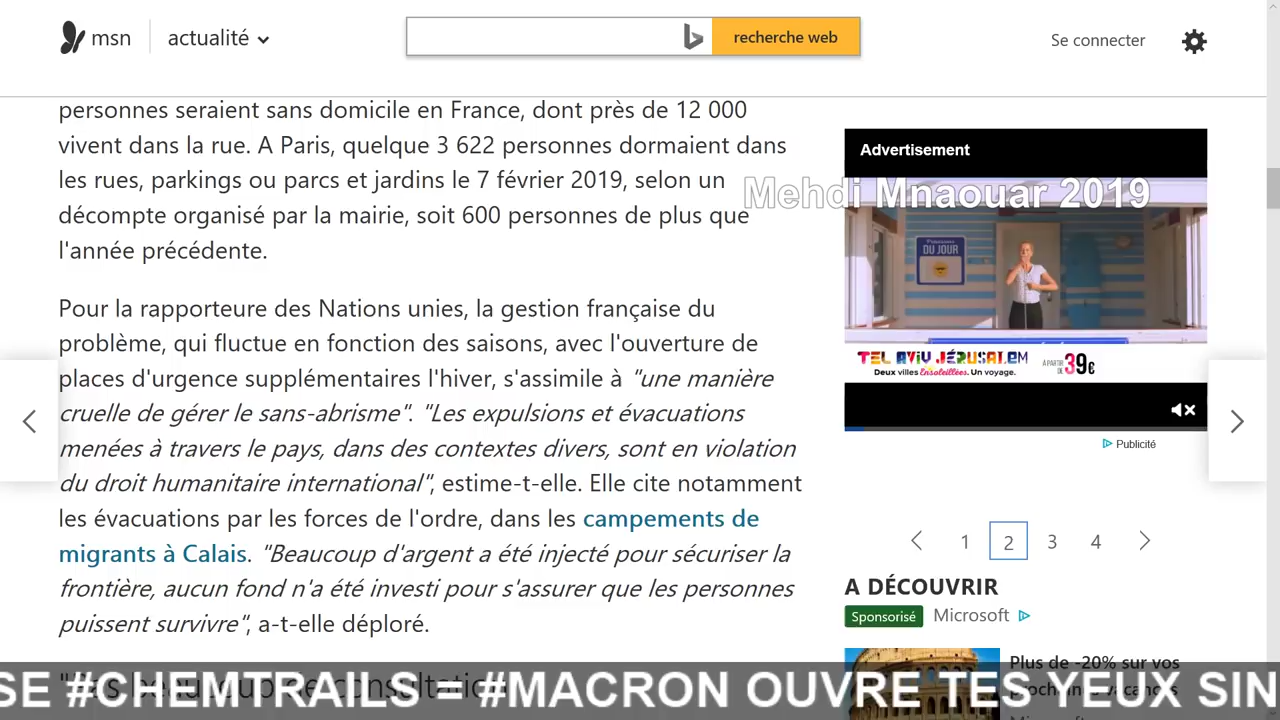 msn
actualité
recherche web
Se connecter
personnes seraient sans domicile en France, dont près de 12 000
vivent dans la rue. A Paris, quelque 3 622 personnes dormaient dans
les rues, parkings ou parcs et jardins le 7 février 2019, selon un
décompte organisé par la mairie, soit 600 personnes de plus que
l'année précédente.
Pour la rapporteure des Nations unies, la gestion française du
problème, qui fluctue en fonction des saisons, avec l'ouverture de
places d'urgence supplémentaires l'hiver, s'assimile à "une manière
cruelle de gérer le sans-abrisme". "Les expulsions et évacuations
menées à travers le pays, dans des contextes divers, sont en violation
du droit humanitaire international", estime-t-elle. Elle cite notamment
les évacuations par les forces de l'ordre, dans les campements de
migrants à Calais. "Beaucoup d'argent a été injecté pour sécuriser la
frontière, aucun fond n'a été investi pour s'assurer que les personnes
puissent survivre", a-t-elle déploré.
Advertisement
Mehdi Mnaouar 2019
DU JOUR
TEL AVIV JÉRUSALEM
Deux villes Ensoleillées. Un voyage.
A PARTIR
DE 39€
Publicité
1 2 3 4
A DÉCOUVRIR
Sponsorisé Microsoft
Plus de -20% sur vos
prochaines vacances
Microsoft
SE #CHEMTRAILS = #MACRON OUVRE TES YEUX SIN